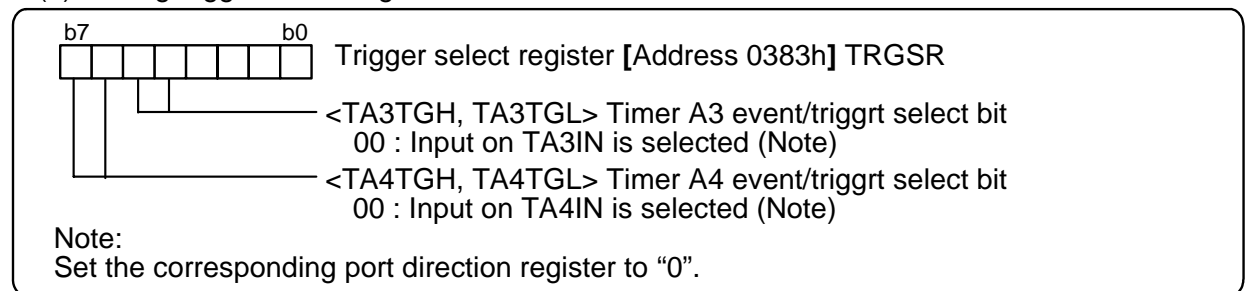 b7 b0
Trigger select register [Address 0383h] TRGSR
<TA3TGH, TA3TGL> Timer A3 event/triggrt select bit
00 : Input on TA3IN is selected (Note)
<TA4TGH, TA4TGL> Timer A4 event/triggrt select bit
00 : Input on TA4IN is selected (Note)
Note:
Set the corresponding port direction register to “0”.